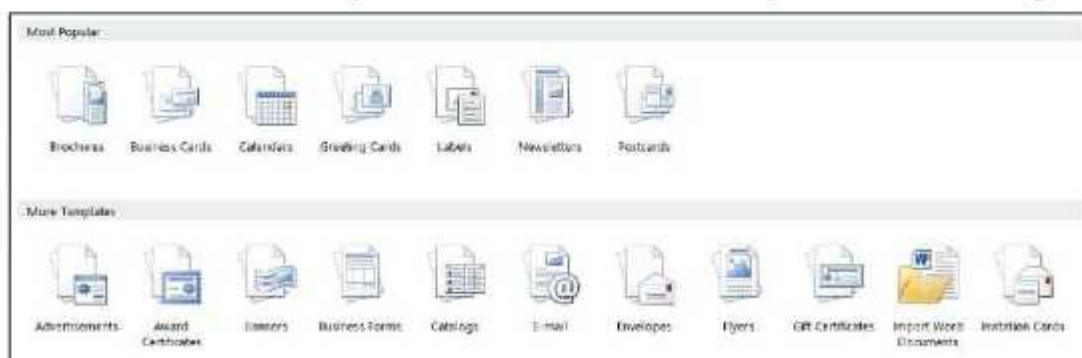 Most Popular
Brochures Business Cards Calendars Greeting Cards Labels Newsletters Postcards
More Templates
Advertisements Award Certificates Banners Business Forms Catalogs E-mail Envelopes Flyers Gift Certificates Import Word Documents Invitation Cards